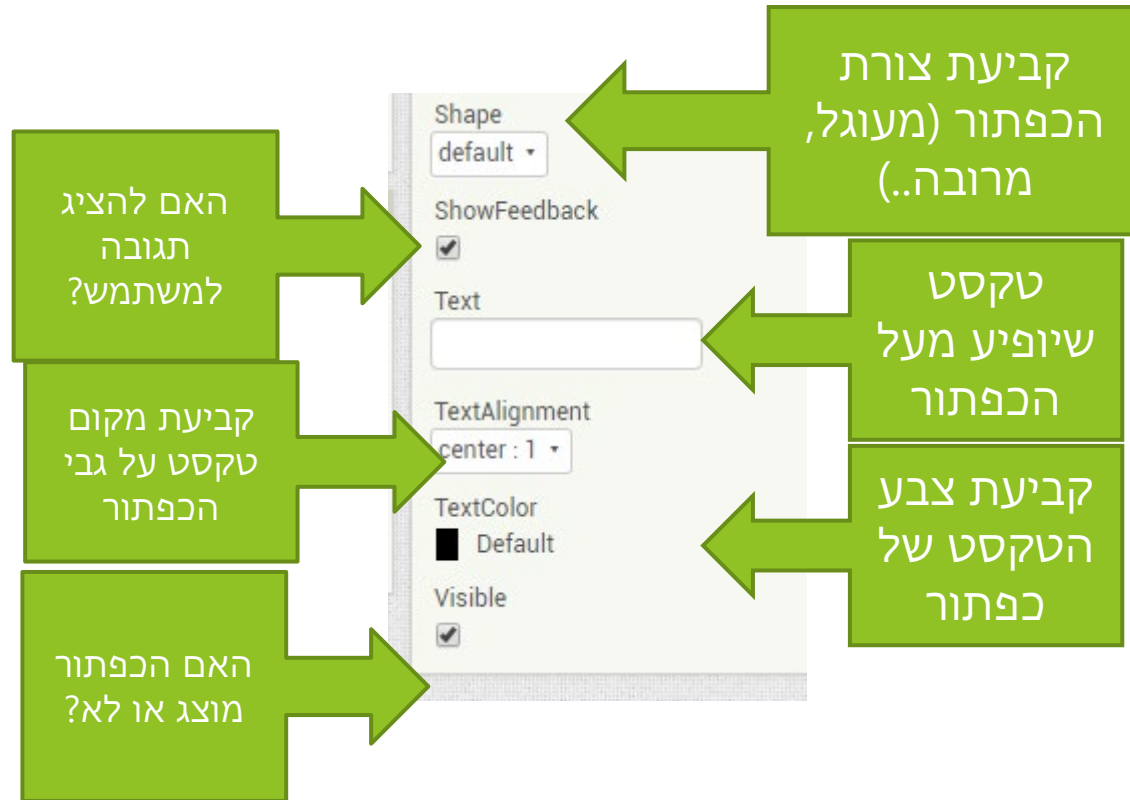 קביעת צורת
הכפתור (מעוגל,
מרובה..)
Shape
default
האם להציג
תגובה
למשתמש?
ShowFeedback
טקסט
שיופיע מעל
הכפתור
Text
קביעת מקום
טקסט על גבי
הכפתור
TextAlignment
center : 1
קביעת צבע
הטקסט של
כפתור
TextColor
Default
האם הכפתור
מוצג או לא?
Visible